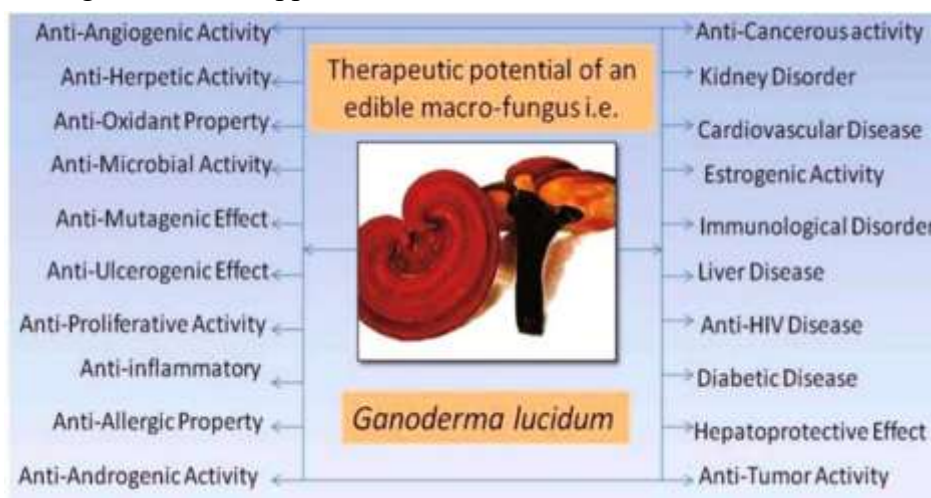 Anti-Angiogenic Activity
Anti-Herpetic Activity
Anti-Oxidant Property
Anti-Microbial Activity
Anti-Mutagenic Effect
Anti-Ulcerogenic Effect
Anti-Proliferative Activity
Anti-inflammatory
Anti-Allergic Property
Anti-Androgenic Activity
Therapeutic potential of an
edible macro-fungus i.e.
Ganoderma lucidum
Anti-Cancerous activity
Kidney Disorder
Cardiovascular Disease
Estrogenic Activity
Immunological Disorder
Liver Disease
Anti-HIV Disease
Diabetic Disease
Hepatoprotective Effect
Anti-Tumor Activity